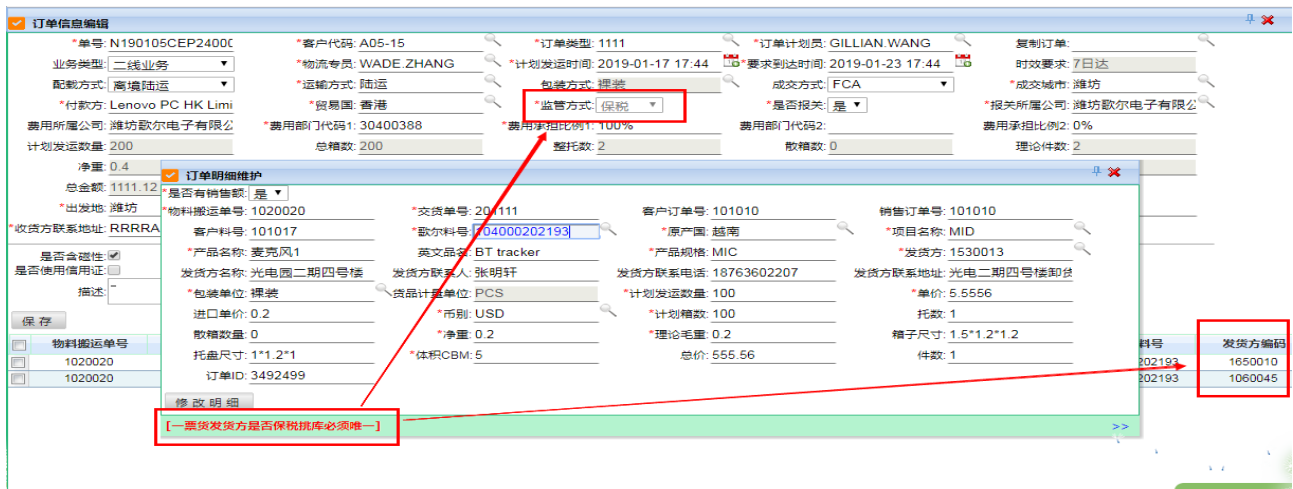 订单信息编辑
*单号: N190105CEP2400( *客户代码: A05-15 *订单类型: 1111 *订单计划员: GILLIAN.WANG 复制订单:
业务类型: 二线业务 *物流专员: WADE.ZHANG *计划发运时间: 2019-01-17 17:44 *要求到达时间: 2019-01-23 17:44 时效要求: 7日达
配载方式: 离境陆运 *运输方式: 陆运 包装方式: 裸装 成交方式: FCA *成交城市: 潍坊
*付款方: Lenovo PC HK Limi *贸易国: 香港 *监管方式: 保税 *是否报关: 是 *报关所属公司: 潍坊歌尔电子有限公
费用所属公司: 潍坊歌尔电子有限公 *费用部门代码1: 30400388 *费用承担比例1: 100% 费用部门代码2: 费用承担比例2: 0%
计划发运数量: 200 总箱数: 200 整托数: 2 散箱数: 0 理论件数: 2
净重: 0.4
总金额: 1111.12
*出发地: 潍坊
*收货方联系地址: RRRRA
是否含磁性:
是否使用信用证:
描述:
保存
订单明细维护
*是否有销售额: 是
*物料搬运单号: 1020020 *交货单号: 201111 客户订单号: 101010 销售订单号: 101010
客户料号: 101017 *歌尔料号: 104000202193 *原产国: 越南 *项目名称: MID
*产品名称: 麦克风1 英文品名: BT tracker *产品规格: MIC *发货方: 1530013
发货方名称: 光电园二期四号楼 发货方联系人: 张明轩 发货方联系电话: 18763602207 发货方联系地址: 光电二期四号楼卸货
*包装单位: 裸装 货品计量单位: PCS *计划发运数量: 100 *单价: 5.5556
进口单价: 0.2 *币别: USD *计划箱数: 100 托数: 1
散箱数量: 0 *净重: 0.2 *理论毛重: 0.2 箱子尺寸: 1.5*1.2*1.2
托盘尺寸: 1*1.2*1 *体积CBM: 5 总价: 555.56 件数: 1
订单ID: 3492499
修改明细
[一票货发货方是否保税挑库必须唯一] >>
物料搬运单号 料号 发货方编码
1020020 202193 1650010
1020020 202193 1060045